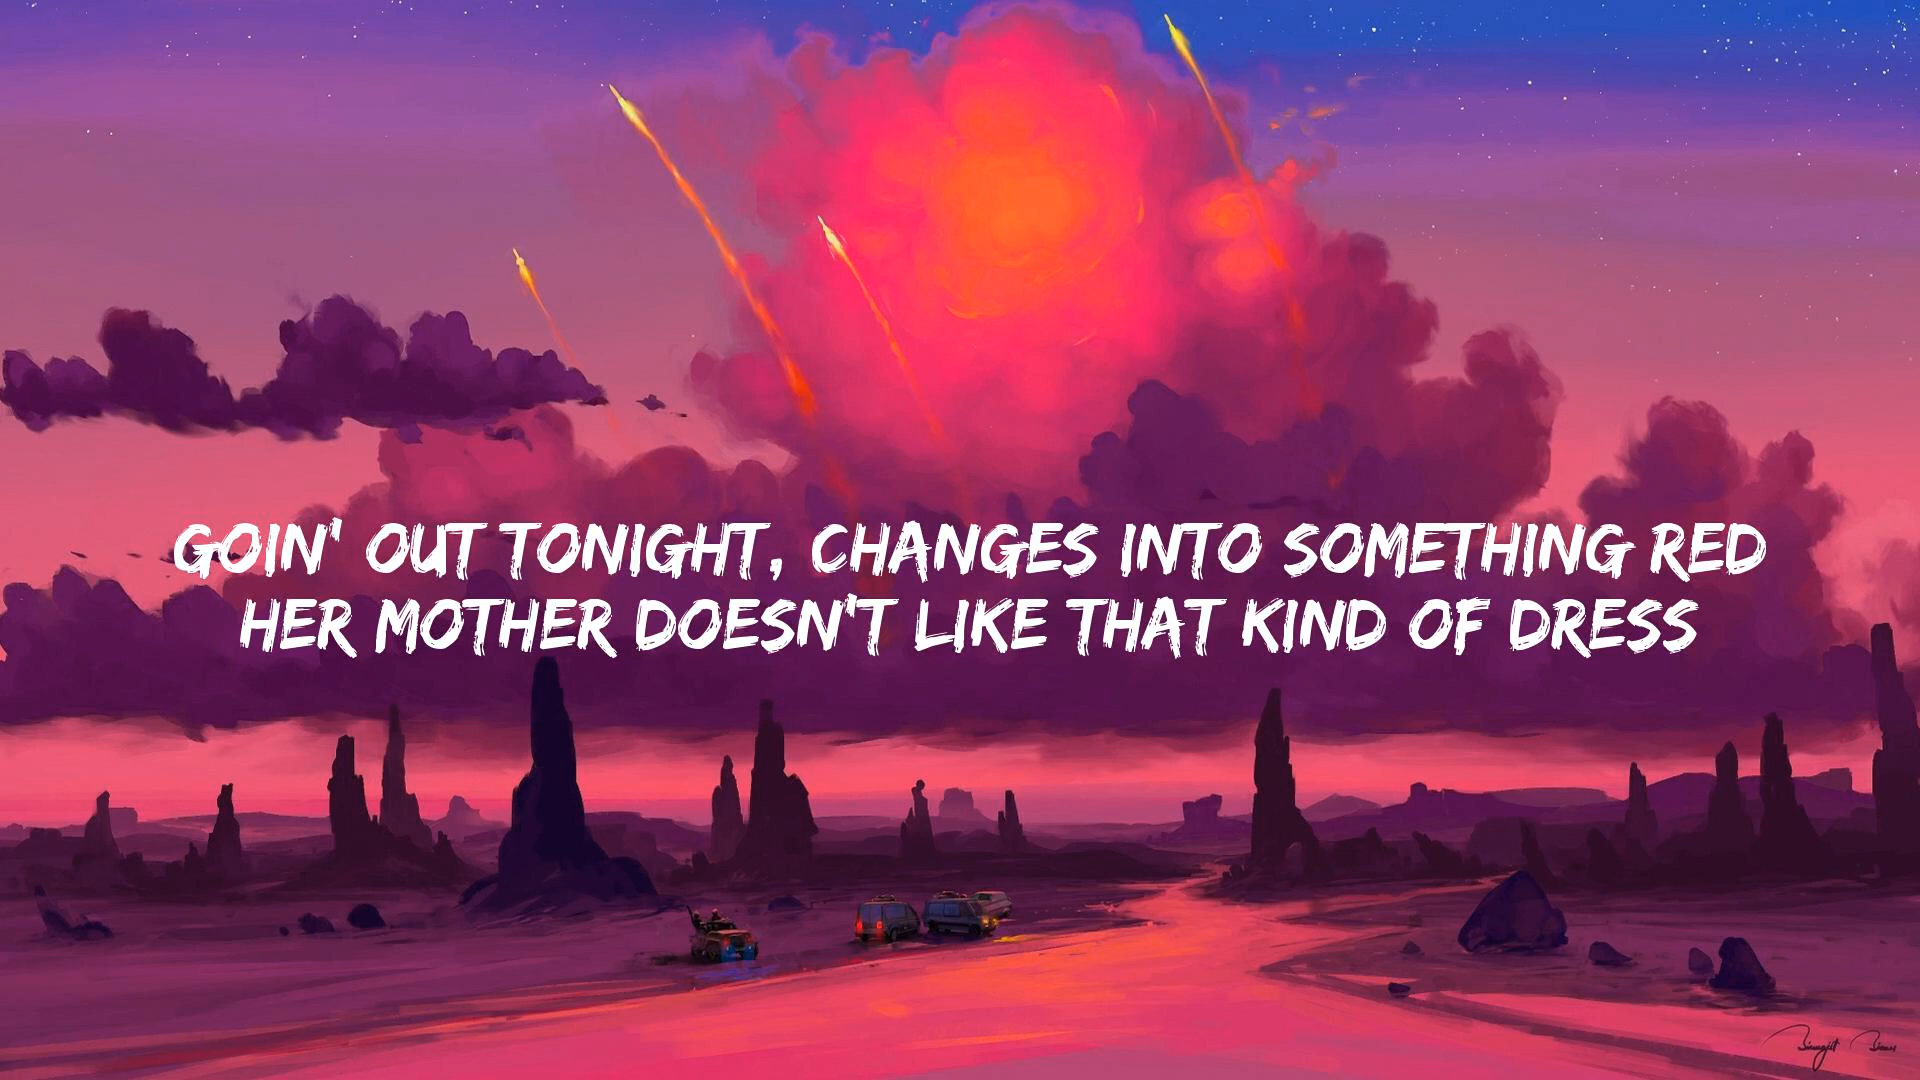 GOIN' OUT TONIGHT, CHANGES INTO SOMETHING RED
HER MOTHER DOESN'T LIKE THAT KIND OF DRESS